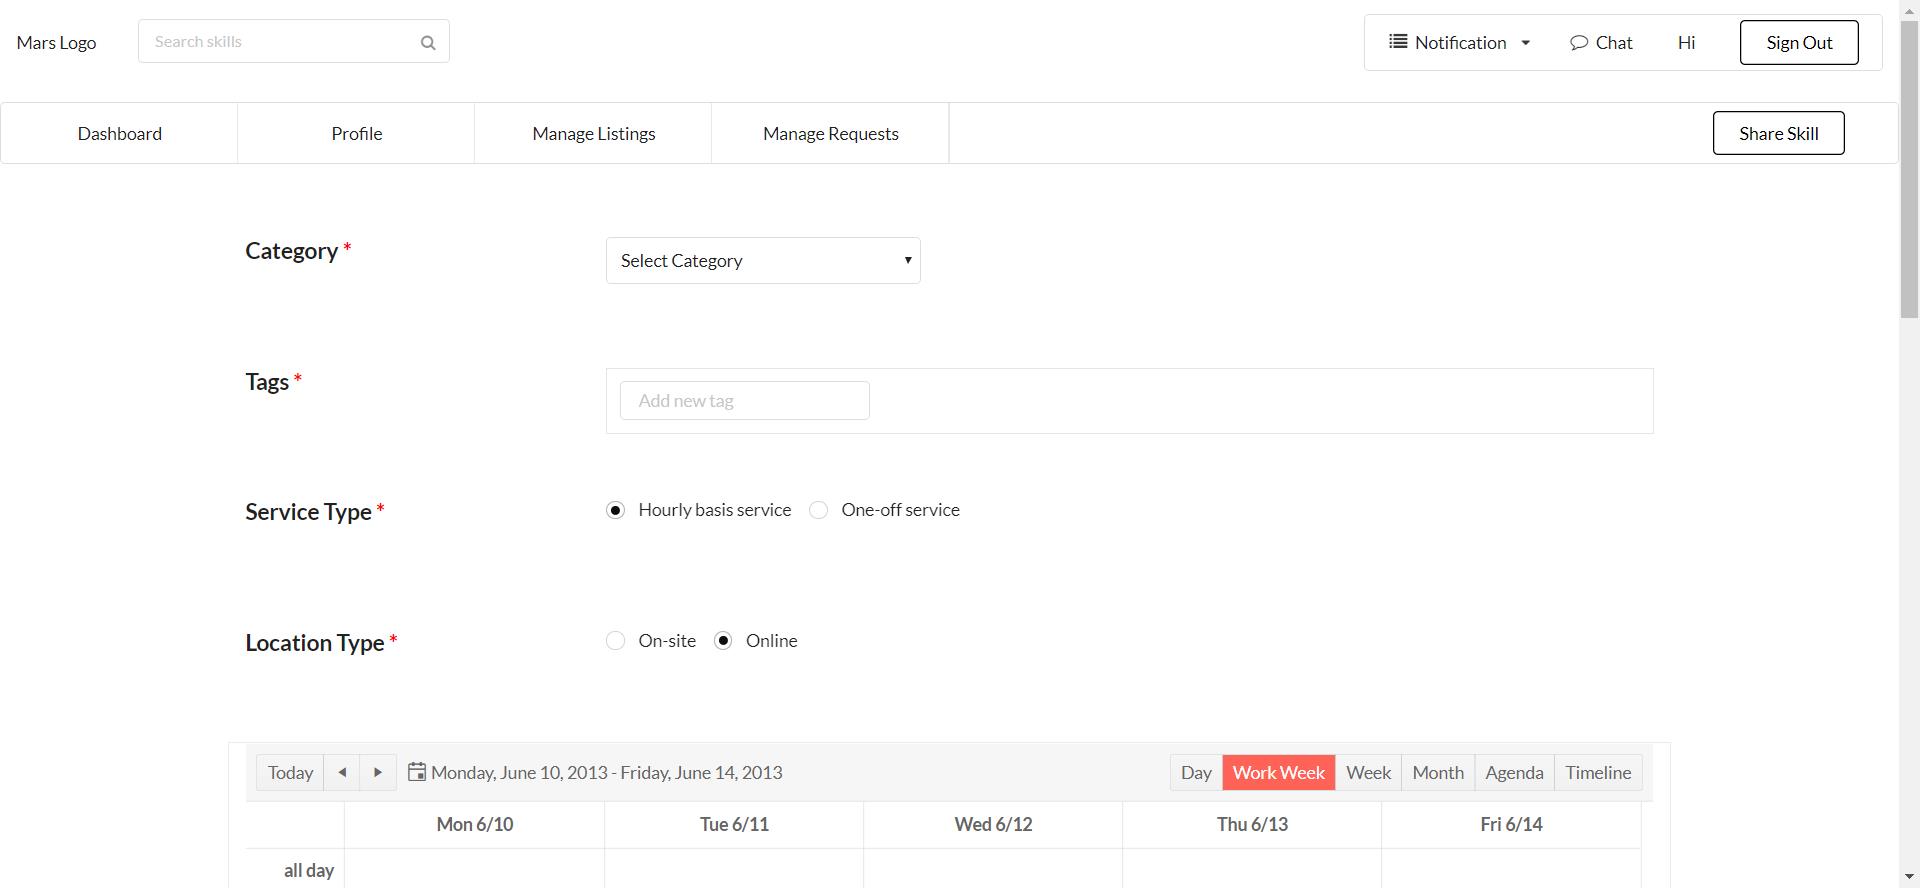 Mars Logo Search skills Notification Chat Hi Sign Out
Dashboard Profile Manage Listings Manage Requests Share Skill
Category * Select Category
Tags * Add new tag
Service Type * Hourly basis service One-off service
Location Type * On-site Online
Today Monday, June 10, 2013 - Friday, June 14, 2013 Day Work Week Week Month Agenda Timeline
Mon 6/10 Tue 6/11 Wed 6/12 Thu 6/13 Fri 6/14
all day